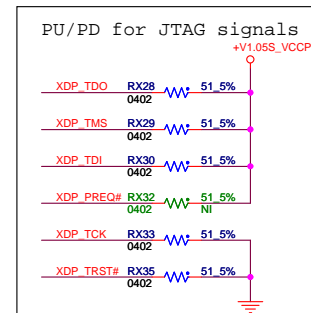 PU/PD for JTAG signals
+V1.05S_VCCP
XDP_TDO RX28 51_5%
0402
XDP_TMS RX29 51_5%
0402
XDP_TDI RX30 51_5%
0402
XDP_PREQ# RX32 51_5%
0402 NI
XDP_TCK RX33 51_5%
0402
XDP_TRST# RX35 51_5%
0402